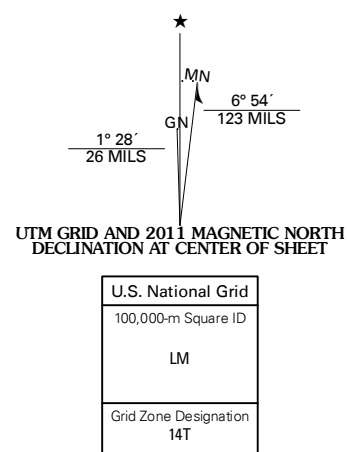 MN
GN
6° 54´
123 MILS
1° 28´
26 MILS
UTM GRID AND 2011 MAGNETIC NORTH
DECLINATION AT CENTER OF SHEET
U.S. National Grid
100,000-m Square ID
LM
Grid Zone Designation
14T